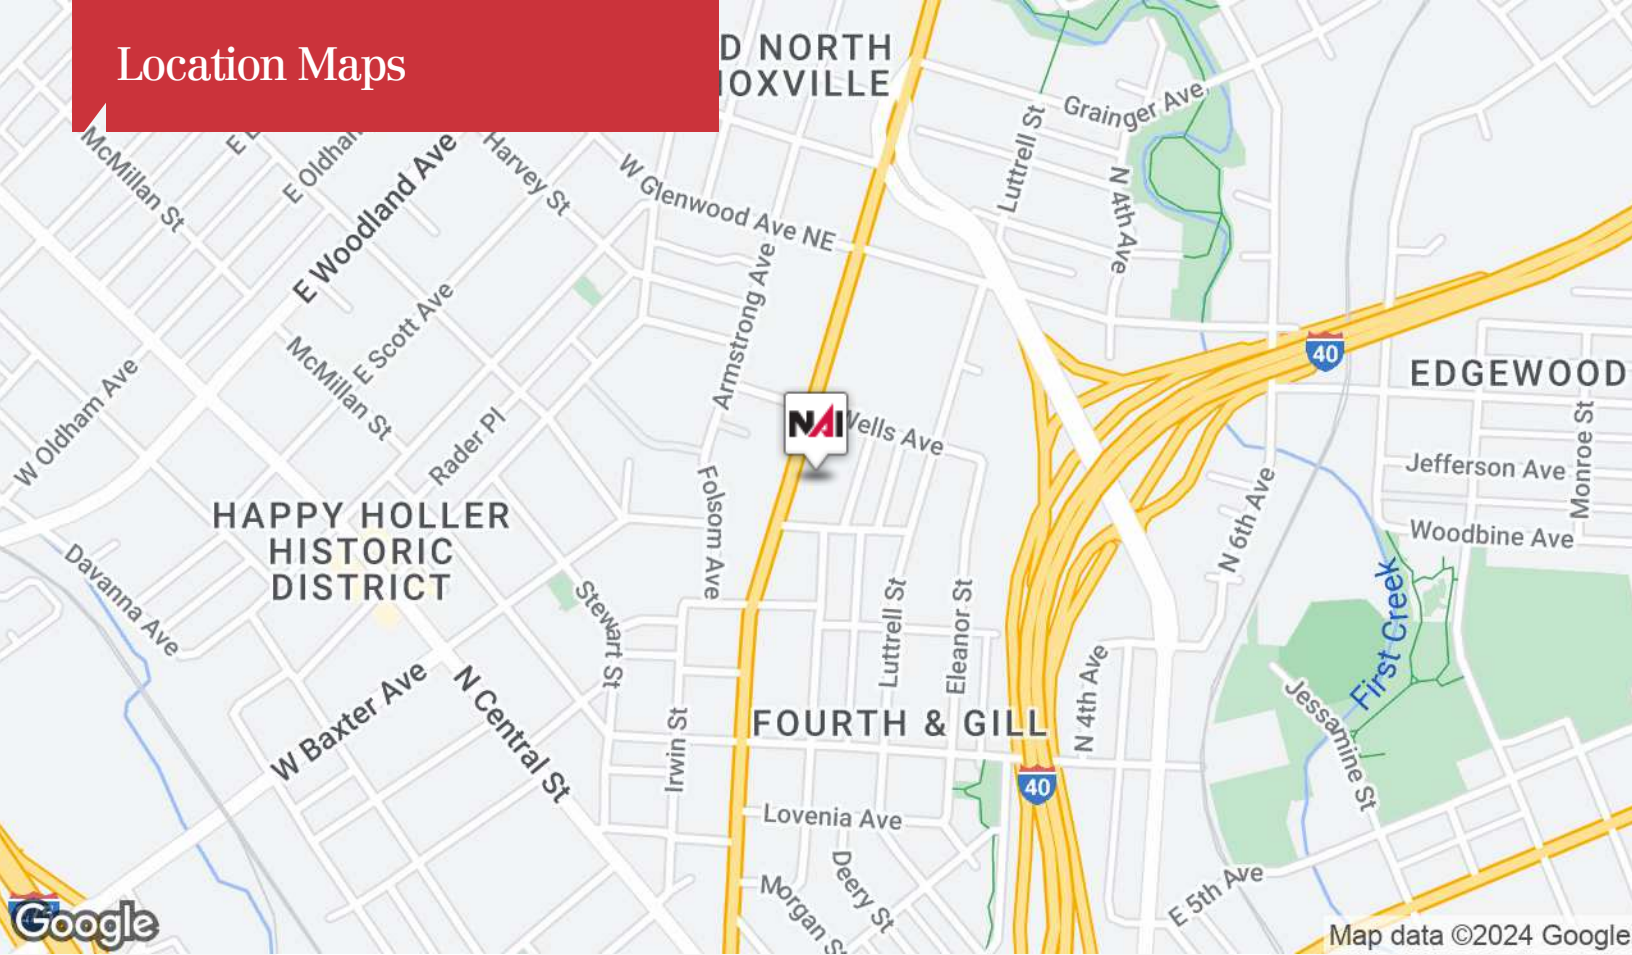 Location Maps
D NORTH
OXVILLE
Grainger Ave
Luttrell St
N 4th Ave
McMillan St
E Oldham
E Woodland Ave
Harvey St
W Glenwood Ave NE
Armstrong Ave
E Scott Ave
McMillan St
W Oldham Ave
Rader Pl
40
EDGEWOOD
NAI
Wells Ave
Monroe St
Jefferson Ave
Woodbine Ave
N 6th Ave
Folsom Ave
HAPPY HOLLER
HISTORIC
DISTRICT
Davanna Ave
Stewart St
Luttrell St
Eleanor St
First Creek
N 4th Ave
Jessamine St
W Baxter Ave
N Central St
Irwin St
FOURTH & GILL
40
Lovenia Ave
Deery St
Morgan St
E 5th Ave
Google
Map data ©2024 Google